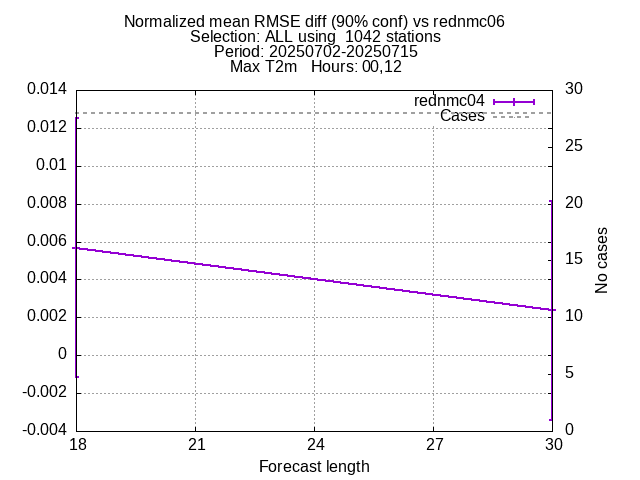 Normalized mean RMSE diff (90% conf) vs rednmc06
Selection: ALL using  1042 stations
Period: 20250702-20250715
Max T2m   Hours: 00,12
rednmc04
Cases
0.014
0.012
0.01
0.008
0.006
0.004
0.002
0
-0.002
-0.004
30
25
20
15
10
5
0
No cases
18 21 24 27 30
Forecast length